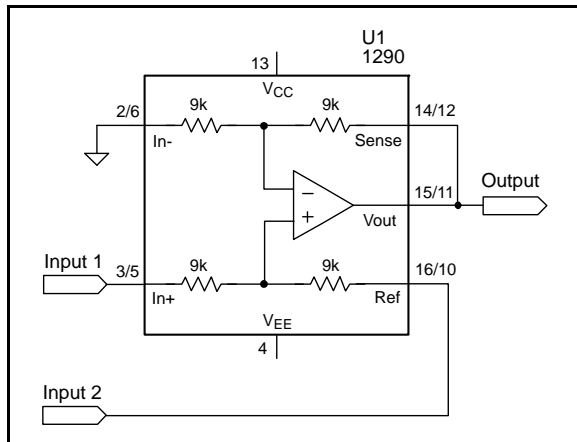 U1
1290
13
VCC
2/6
9k
9k
14/12
In-
Sense
−
+
15/11
Output
Vout
Input 1
3/5
9k
9k
16/10
In+
Ref
VEE
4
Input 2